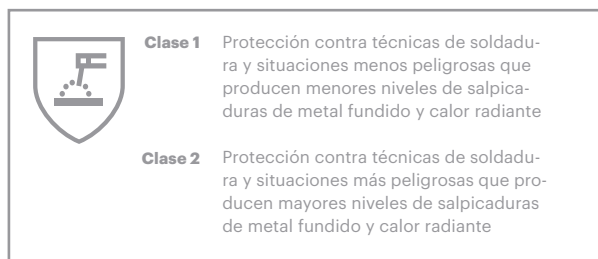 Clase 1 Protección contra técnicas de soldadu-
ra y situaciones menos peligrosas que
producen menores niveles de salpica-
duras de metal fundido y calor radiante
Clase 2 Protección contra técnicas de soldadu-
ra y situaciones más peligrosas que pro-
ducen mayores niveles de salpicaduras
de metal fundido y calor radiante